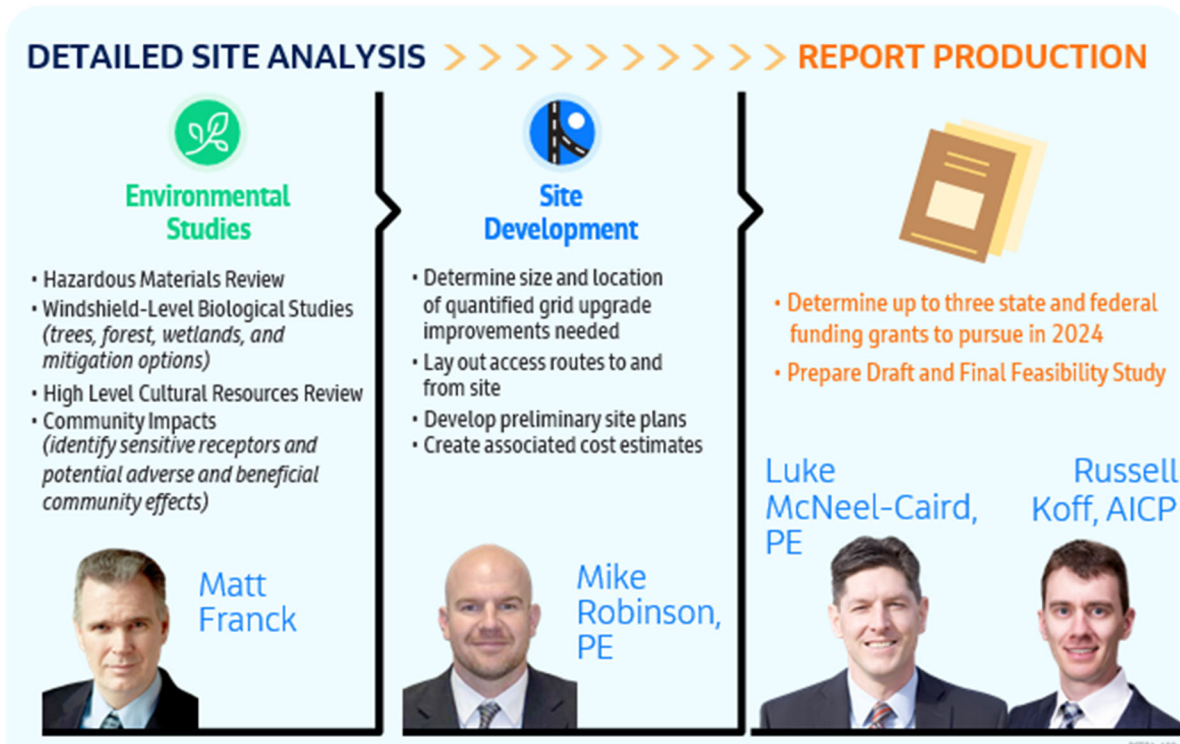 DETAILED SITE ANALYSIS
REPORT PRODUCTION
Environmental
Studies
• Hazardous Materials Review
• Windshield-Level Biological Studies
(trees, forest, wetlands, and
mitigation options)
• High Level Cultural Resources Review
• Community Impacts
(identify sensitive receptors and
potential adverse and beneficial
community effects)
Matt
Franck
Site
Development
• Determine size and location
of quantified grid upgrade
improvements needed
• Lay out access routes to and
from site
• Develop preliminary site plans
• Create associated cost estimates
Mike
Robinson,
PE
• Determine up to three state and federal
funding grants to pursue in 2024
• Prepare Draft and Final Feasibility Study
Luke
McNeel-Caird,
PE
Russell
Koff, AICP